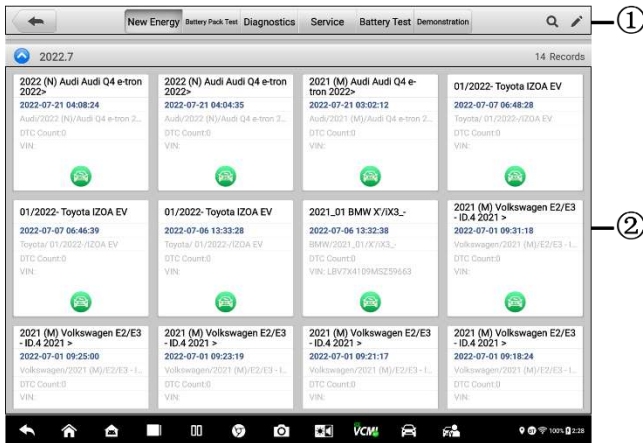 New Energy Battery Pack Test Diagnostics Service Battery Test Demonstration
①
2022.7 14 Records
2022 (N) Audi Audi Q4 e-tron
2022>
2022-07-21 04:08:24
Audi/2022 (N)/Audi Q4 e-tron 2...
DTC Count:0
VIN:
2022 (N) Audi Audi Q4 e-tron
2022>
2022-07-21 04:04:35
Audi/2022 (N)/Audi Q4 e-tron 2...
DTC Count:0
VIN:
2021 (M) Audi Audi Q4 e-
tron 2022>
2022-07-21 03:02:12
Audi/2021 (M)/Audi Q4 e-tron ...
DTC Count:0
VIN:
01/2022- Toyota IZOA EV
2022-07-07 06:48:28
Toyota/ 01/2022-/IZOA EV
DTC Count:0
VIN:
01/2022- Toyota IZOA EV
2022-07-07 06:46:39
Toyota/ 01/2022-/IZOA EV
DTC Count:0
VIN:
01/2022- Toyota IZOA EV
2022-07-06 13:33:28
Toyota/ 01/2022-/IZOA EV
DTC Count:0
VIN:
2021_01 BMW X'/iX3_-
2022-07-06 13:32:38
BMW/2021_01/X'/iX3_-
DTC Count:0
VIN: LBV7X4109MSZ59663
2021 (M) Volkswagen E2/E3
- ID.4 2021 >
2022-07-01 09:31:18
Volkswagen/2021 (M)/E2/E3 - I...
DTC Count:0
VIN:
②
2021 (M) Volkswagen E2/E3
- ID.4 2021 >
2022-07-01 09:25:00
Volkswagen/2021 (M)/E2/E3 - I...
DTC Count:0
VIN:
2021 (M) Volkswagen E2/E3
- ID.4 2021 >
2022-07-01 09:23:19
Volkswagen/2021 (M)/E2/E3 - I...
DTC Count:0
VIN:
2021 (M) Volkswagen E2/E3
- ID.4 2021 >
2022-07-01 09:21:17
Volkswagen/2021 (M)/E2/E3 - I...
DTC Count:0
VIN:
2021 (M) Volkswagen E2/E3
- ID.4 2021 >
2022-07-01 09:18:24
Volkswagen/2021 (M)/E2/E3 - I...
DTC Count:0
VIN:
VCMI 100% 2:28